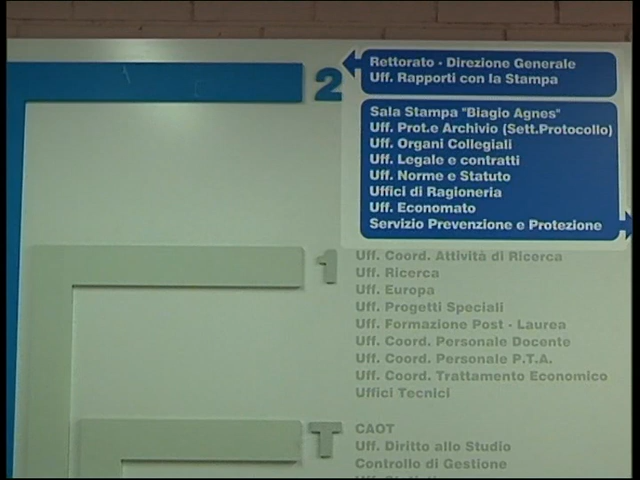 2
Rettorato - Direzione Generale
Uff. Rapporti con la Stampa
Sala Stampa "Biagio Agnes"
Uff. Prot.e Archivio (Sett.Protocollo)
Uff. Organi Collegiali
Uff. Legale e contratti
Uff. Norme e Statuto
Uffici di Ragioneria
Uff. Economato
Servizio Prevenzione e Protezione
1
Uff. Coord. Attività di Ricerca
Uff. Ricerca
Uff. Europa
Uff. Progetti Speciali
Uff. Formazione Post - Laurea
Uff. Coord. Personale Docente
Uff. Coord. Personale P.T.A.
Uff. Coord. Trattamento Economico
Uffici Tecnici
T
CAOT
Uff. Diritto allo Studio
Controllo di Gestione